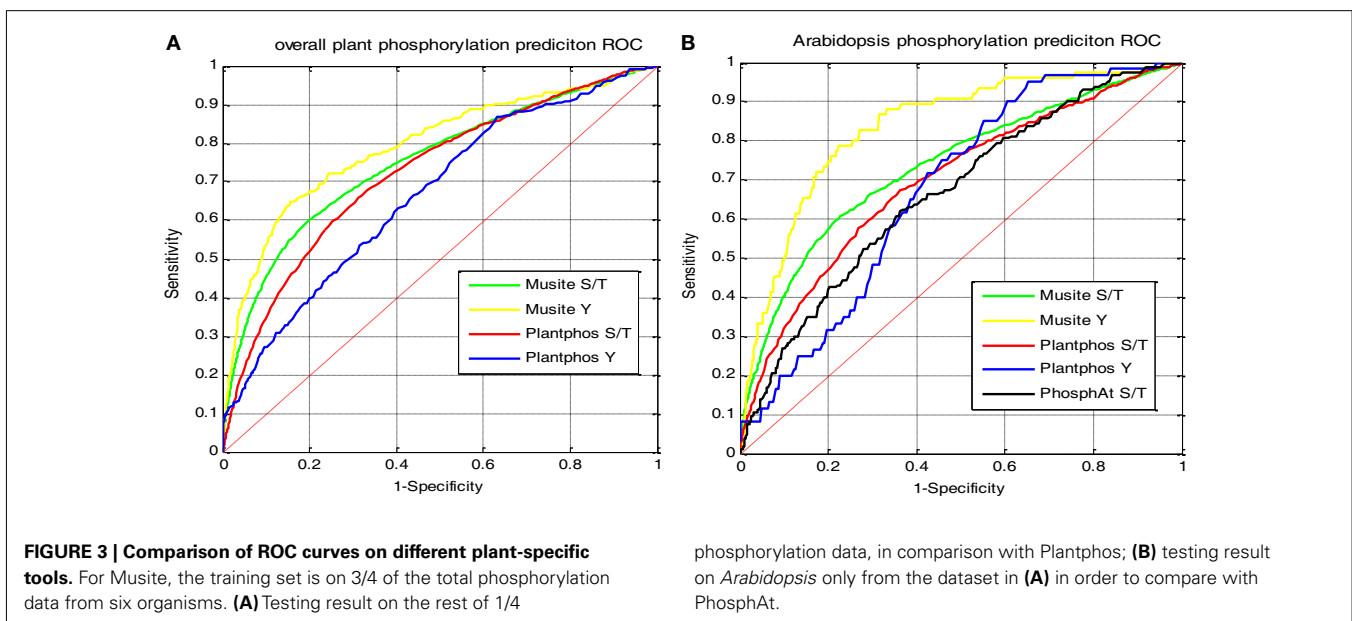 A
overall plant phosphorylation prediciton ROC
1
0.9
0.8
0.7
0.6
0.5
0.4
0.3
0.2
0.1
0
Sensitivity
0 0.2 0.4 0.6 0.8 1
1-Specificity
Musite S/T
Musite Y
Plantphos S/T
Plantphos Y
B
Arabidopsis phosphorylation prediciton ROC
1
0.9
0.8
0.7
0.6
0.5
0.4
0.3
0.2
0.1
0
Sensitivity
0 0.2 0.4 0.6 0.8 1
1-Specificity
Musite S/T
Musite Y
Plantphos S/T
Plantphos Y
PhosphAt S/T
FIGURE 3 | Comparison of ROC curves on different plant-specific
tools. For Musite, the training set is on 3/4 of the total phosphorylation
data from six organisms. (A) Testing result on the rest of 1/4
phosphorylation data, in comparison with Plantphos; (B) testing result
on Arabidopsis only from the dataset in (A) in order to compare with
PhosphAt.